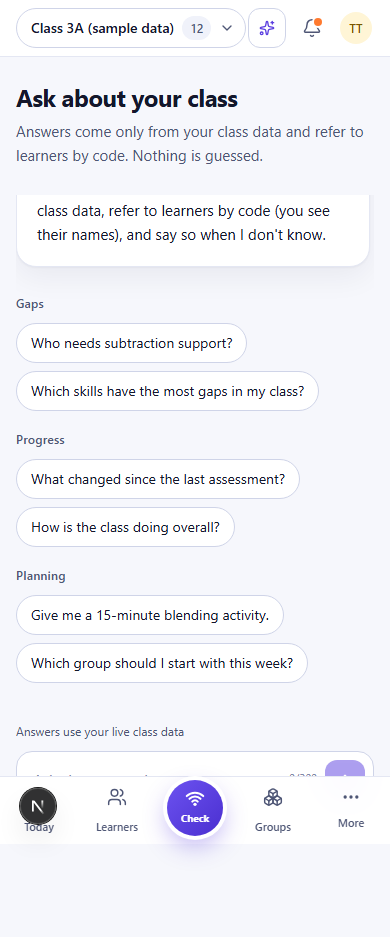 Class 3A (sample data) 12
TT
Ask about your class
Answers come only from your class data and refer to
learners by code. Nothing is guessed.
class data, refer to learners by code (you see
their names), and say so when I don't know.
Gaps
Who needs subtraction support?
Which skills have the most gaps in my class?
Progress
What changed since the last assessment?
How is the class doing overall?
Planning
Give me a 15-minute blending activity.
Which group should I start with this week?
Answers use your live class data
N
Today
Learners
Check
Groups
More